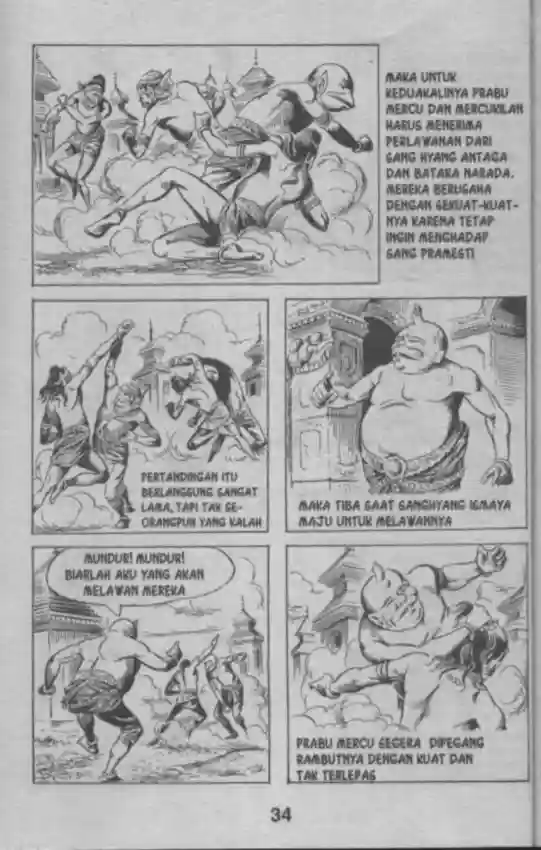 MAKA UNTUK
KEDUAKALINYA PRABU
MERCU DAN MERCUKILAN
HARUS MENERIMA
PERLAWANAN DARI
SANG HYANG ANTAGA
DAN BATARA NARADA.
MEREKA BERUSAHA
DENGAN SEKUAT-KUAT-
NYA KARENA TETAP
INGIN MENGHADAP
SANG PRAMESTI
PERTANDINGAN ITU
BERLANGSUNG SANGAT
LAMA, TAPI TAK SE-
ORANGPUN YANG KALAH
MAKA TIBA SAAT SANGHYANG ISMAYA
MAJU UNTUK MELAWANNYA
MUNDUR! MUNDUR!
BIARLAH AKU YANG AKAN
MELAWAN MEREKA
PRABU MERCU SEGERA DIPEGANG
RAMBUTNYA DENGAN KUAT DAN
TAK TERLEPAS
34